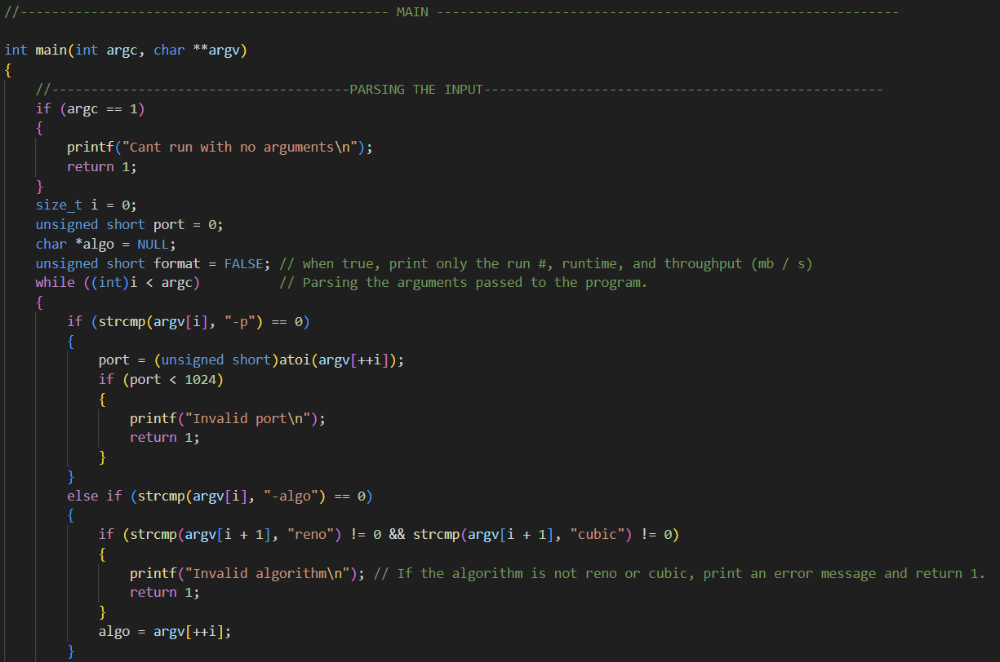 //----------------------------------------------- MAIN -----------------------------------------------------------
int main(int argc, char **argv)
{
    //--------------------------------------PARSING THE INPUT---------------------------------------------------
    if (argc == 1)
    {
        printf("Cant run with no arguments\n");
        return 1;
    }
    size_t i = 0;
    unsigned short port = 0;
    char *algo = NULL;
    unsigned short format = FALSE; // when true, print only the run #, runtime, and throughput (mb / s)
    while ((int)i < argc)          // Parsing the arguments passed to the program.
    {
        if (strcmp(argv[i], "-p") == 0)
        {
            port = (unsigned short)atoi(argv[++i]);
            if (port < 1024)
            {
                printf("Invalid port\n");
                return 1;
            }
        }
        else if (strcmp(argv[i], "-algo") == 0)
        {
            if (strcmp(argv[i + 1], "reno") != 0 && strcmp(argv[i + 1], "cubic") != 0)
            {
                printf("Invalid algorithm\n"); // If the algorithm is not reno or cubic, print an error message and return 1.
                return 1;
            }
            algo = argv[++i];
        }